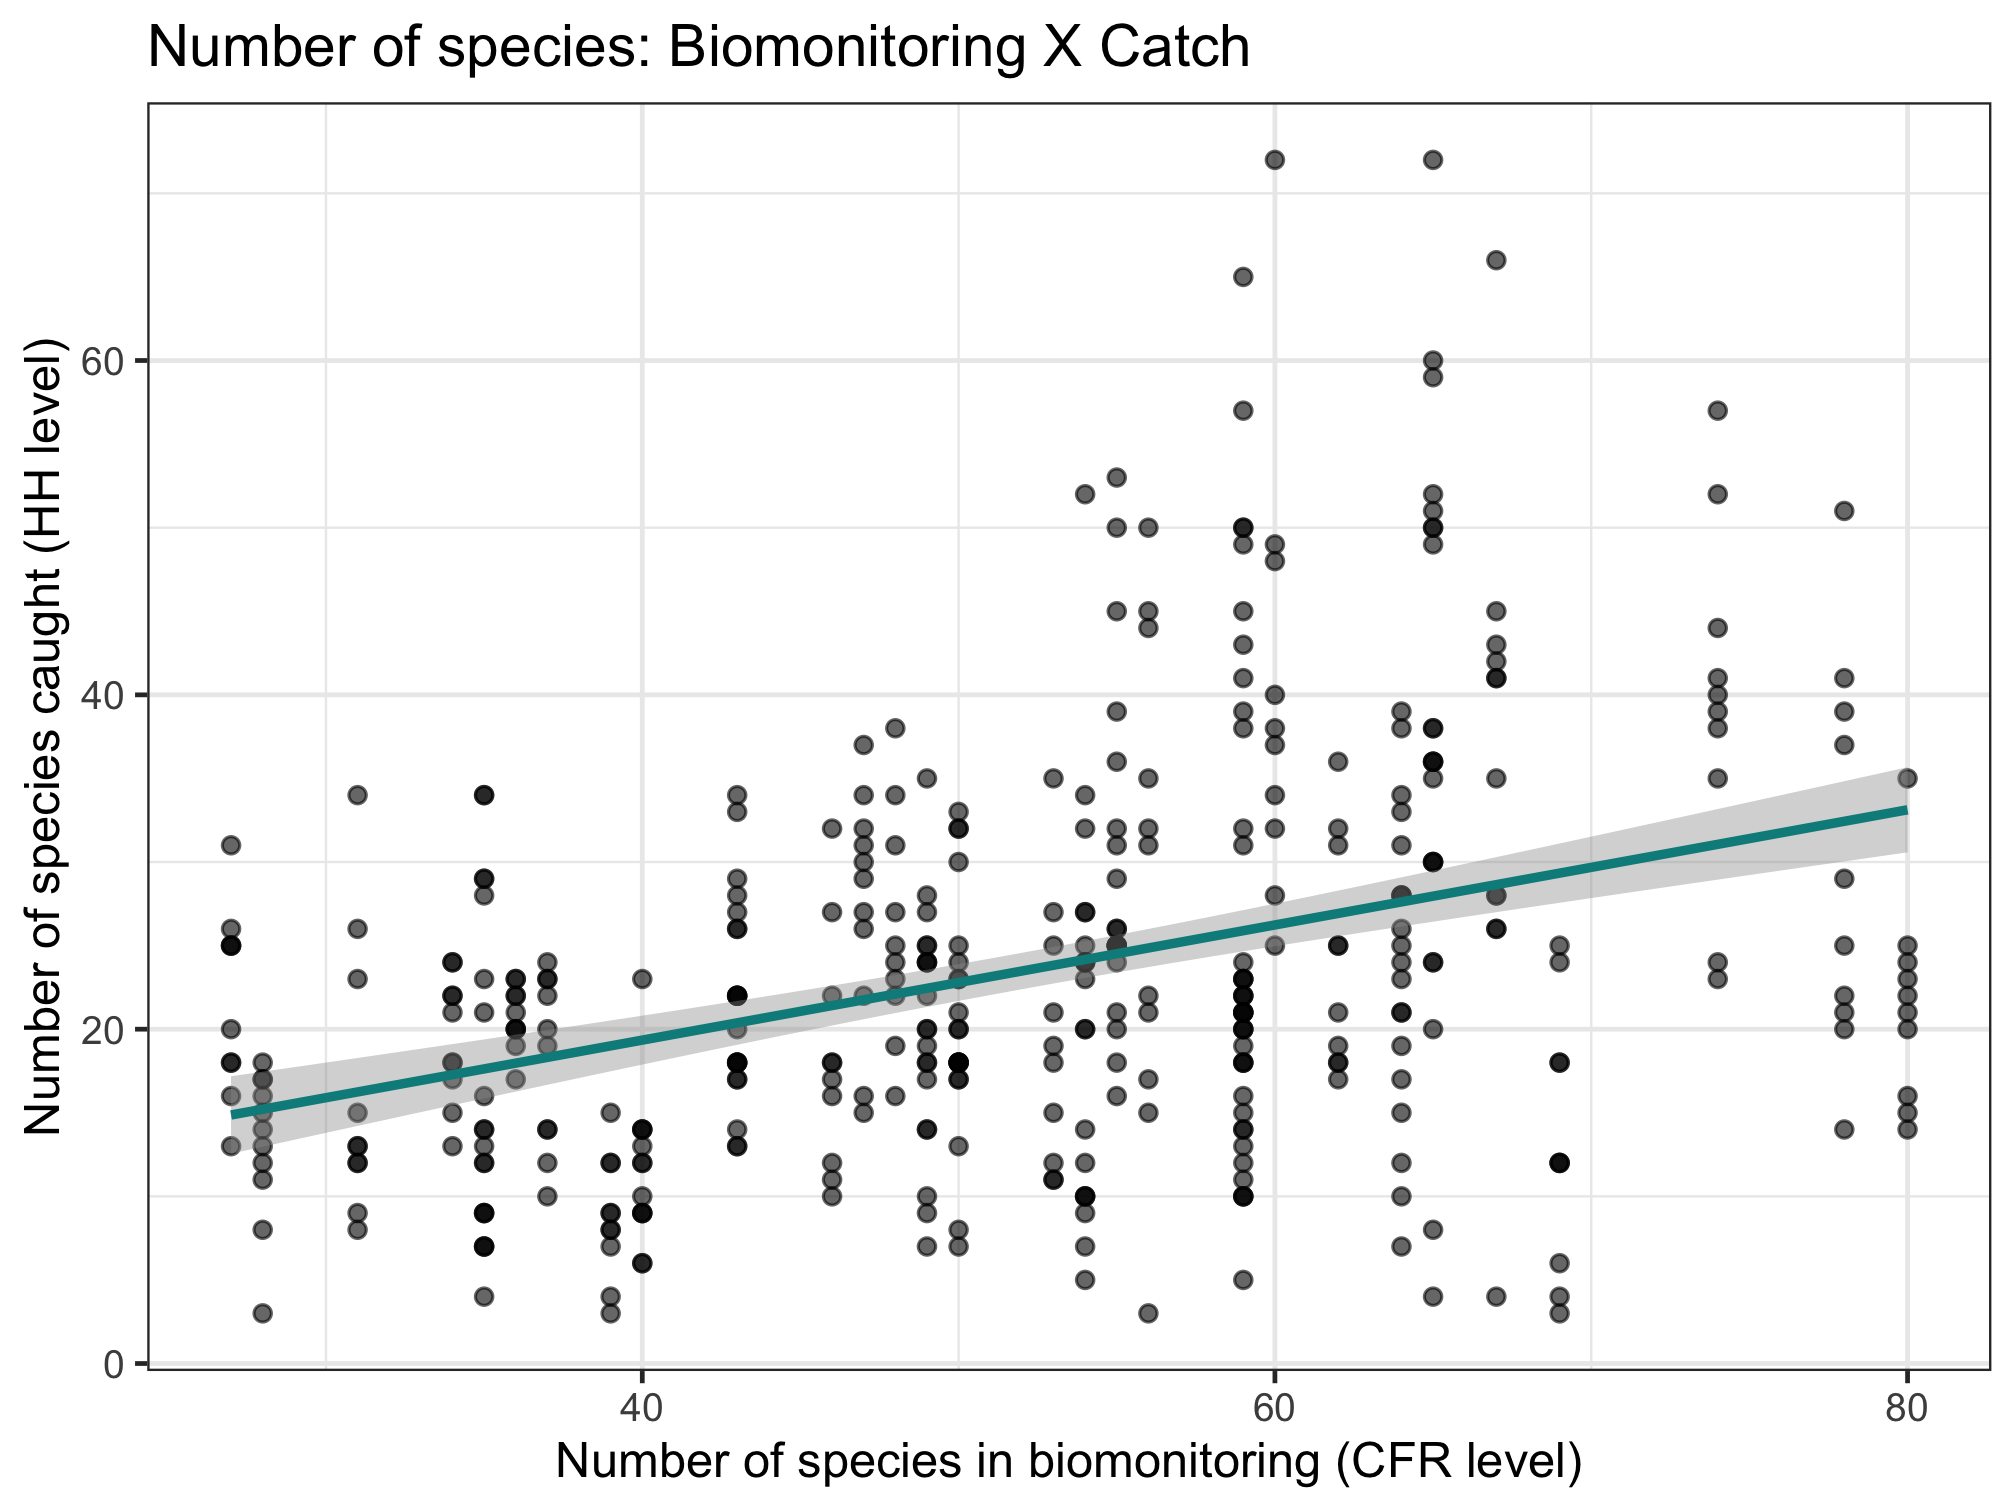 Number of species: Biomonitoring X Catch
Number of species caught (HH level)
60
40
20
0
40 60 80
Number of species in biomonitoring (CFR level)